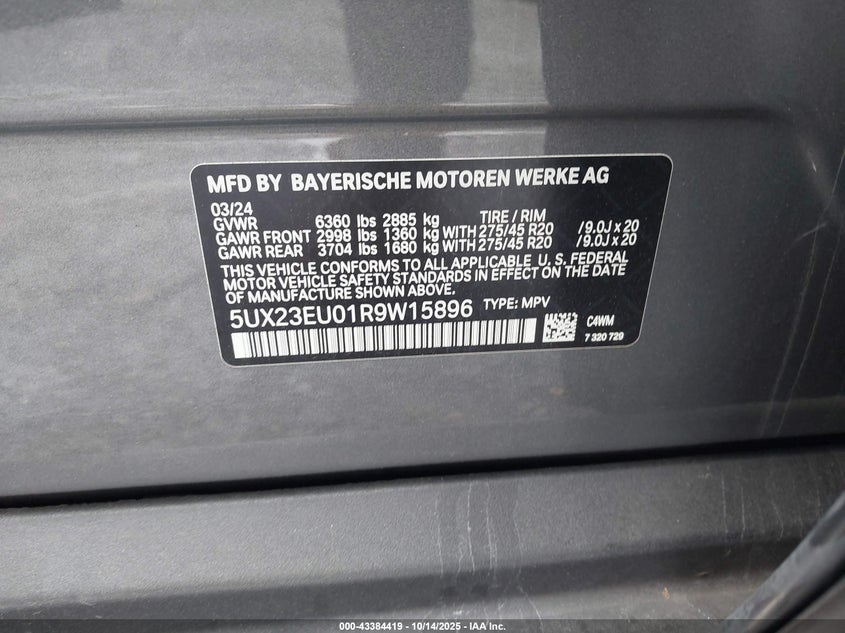 MFD BY BAYERISCHE MOTOREN WERKE AG
03/24 TIRE / RIM
GVWR 6360 lbs 2885 kg
GAWR FRONT 2998 lbs 1360 kg WITH 275/45 R20 /9.0J x 20
GAWR REAR 3704 lbs 1680 kg WITH 275/45 R20 /9.0J x 20
THIS VEHICLE CONFORMS TO ALL APPLICABLE U. S. FEDERAL
MOTOR VEHICLE SAFETY STANDARDS IN EFFECT ON THE DATE
OF MANUFACTURE SHOWN ABOVE.
5UX23EU01R9W15896 TYPE: MPV
C4WM
7 320 729
000-43384419 - 10/14/2025 - IAA Inc.